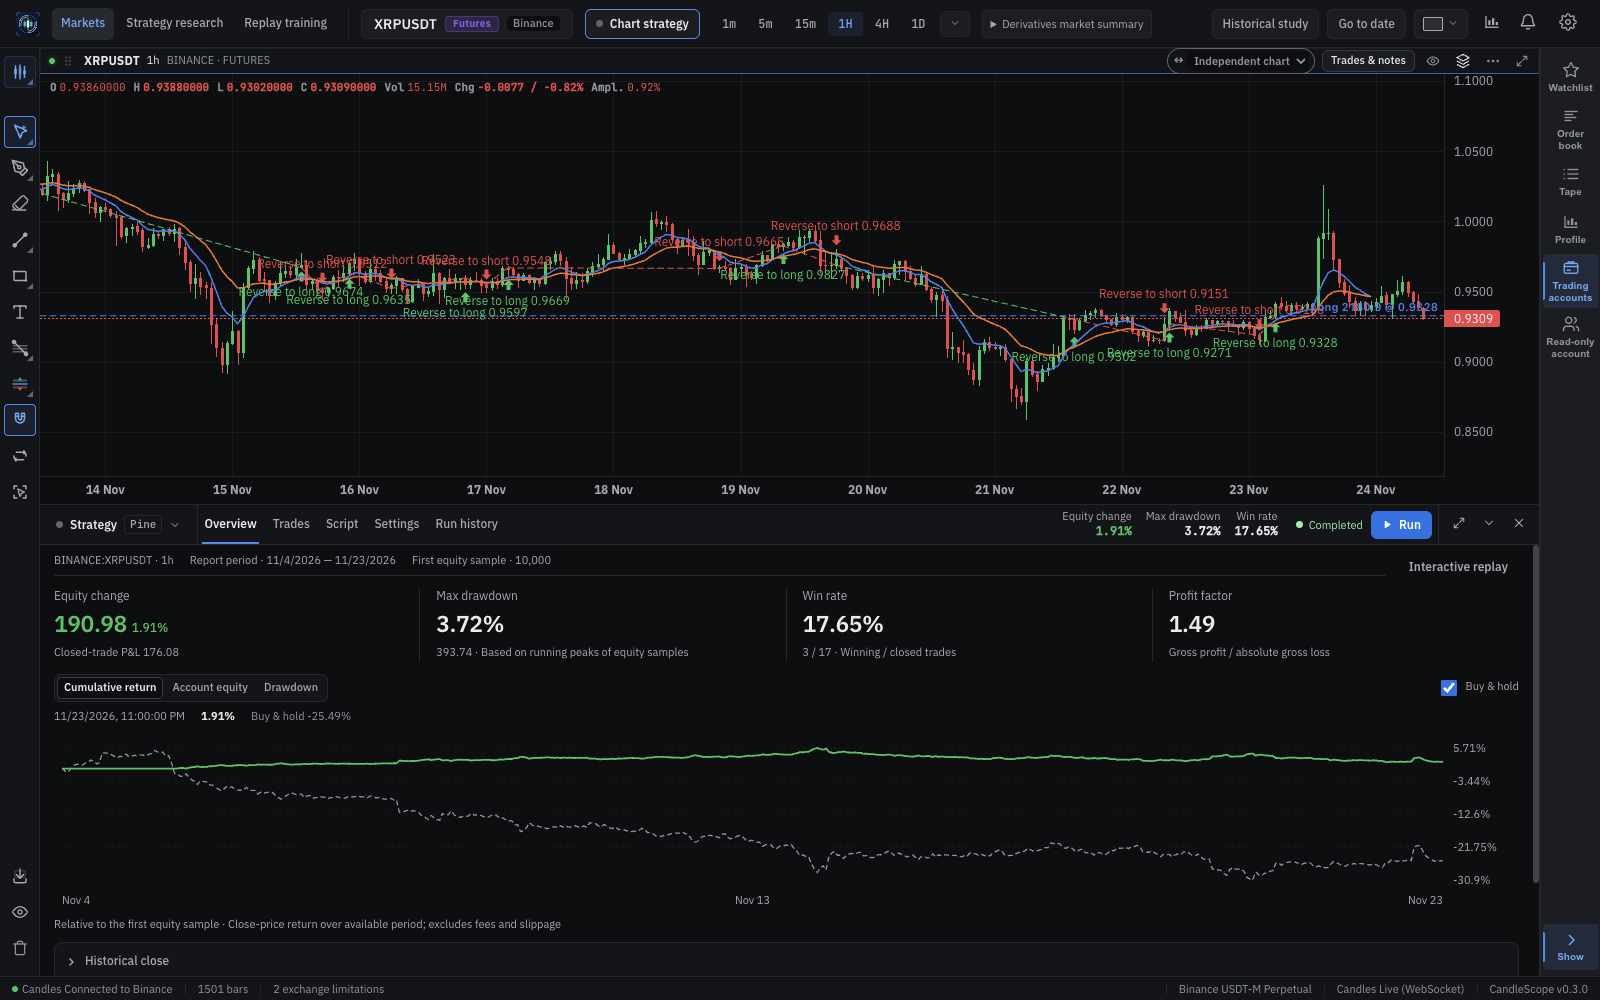 Markets
Strategy research
Replay training
XRPUSDT Futures Binance
Chart strategy
1m 5m 15m 1H 4H 1D
Derivatives market summary
Historical study
Go to date
XRPUSDT 1h BINANCE · FUTURES
Independent chart
Trades & notes
O 0.93860000 H 0.93880000 L 0.93020000 C 0.93090000 Vol 15.15M Chg -0.0077 / -0.82% Ampl. 0.92%
1.1000
1.0500
1.0000
0.9500
0.9309
0.9000
0.8500
Reverse to short 0.9688
Reverse to long 0.9827
Reverse to long 0.9669
Reverse to long 0.9597
Reverse to short 0.9151
Reverse to long 0.9328
Reverse to long 0.9271
14 Nov 15 Nov 16 Nov 17 Nov 18 Nov 19 Nov 20 Nov 21 Nov 22 Nov 23 Nov 24 Nov
Watchlist
Order book
Tape
Profile
Trading accounts
Read-only account
Show
Strategy Pine
Overview
Trades
Script
Settings
Run history
Equity change 1.91%
Max drawdown 3.72%
Win rate 17.65%
Completed
Run
BINANCE:XRPUSDT · 1h Report period · 11/4/2026 — 11/23/2026 First equity sample · 10,000
Interactive replay
Equity change
190.98 1.91%
Closed-trade P&L 176.08
Max drawdown
3.72%
393.74 · Based on running peaks of equity samples
Win rate
17.65%
3 / 17 · Winning / closed trades
Profit factor
1.49
Gross profit / absolute gross loss
Cumulative return
Account equity
Drawdown
Buy & hold
11/23/2026, 11:00:00 PM 1.91% Buy & hold -25.49%
5.71%
-3.44%
-12.6%
-21.75%
-30.9%
Nov 4 Nov 13 Nov 23
Relative to the first equity sample · Close-price return over available period; excludes fees and slippage
Historical close
Candles Connected to Binance
1501 bars
2 exchange limitations
Binance USDT-M Perpetual
Candles Live (WebSocket)
CandleScope v0.3.0